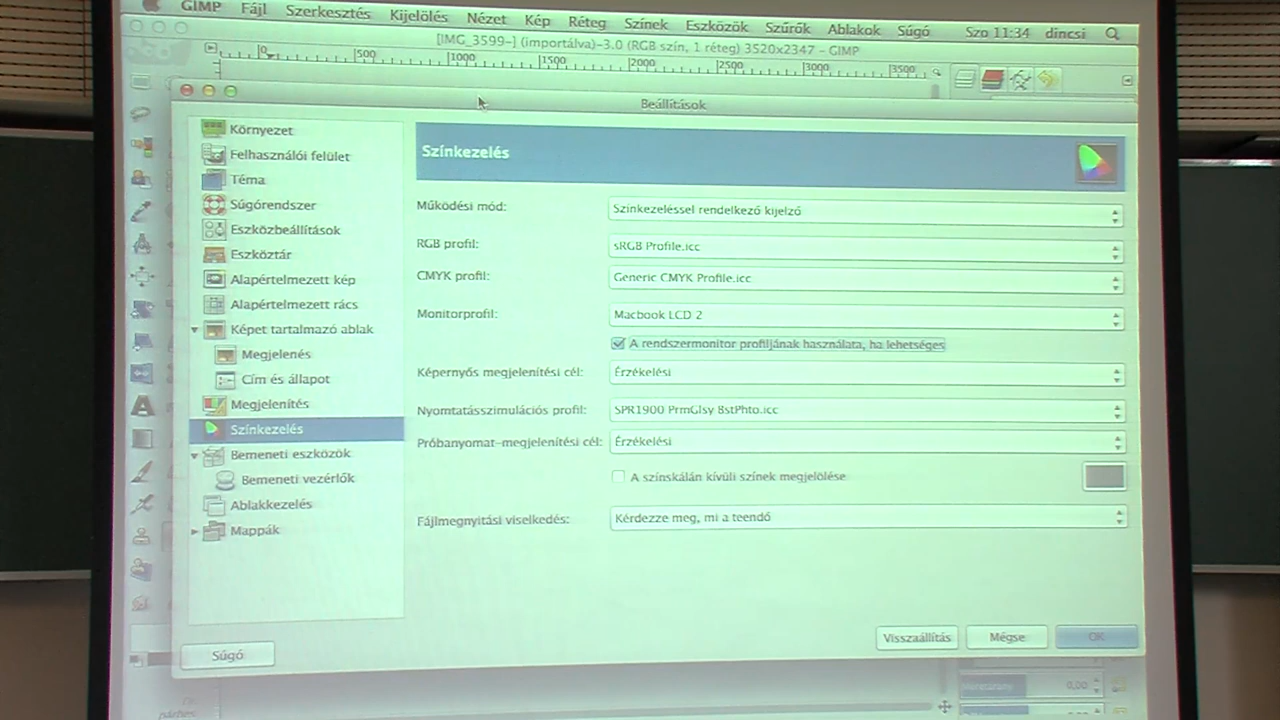 GIMP Fájl Szerkesztés Kijelölés Nézet Kép Réteg Színek Eszközök Szűrők Ablakok Súgó Szo 11:34 dincsi
[IMG_3599-] (importálva)-3.0 (RGB szín, 1 réteg) 3520x2347 – GIMP
0 500 1000 1500 2000 2500 3000 3500
Beállítások
Környezet
Felhasználói felület
Téma
Súgórendszer
Eszközbeállítások
Eszköztár
Alapértelmezett kép
Alapértelmezett rács
Képet tartalmazó ablak
Megjelenés
Cím és állapot
Megjelenítés
Színkezelés
Bemeneti eszközök
Bemeneti vezérlők
Ablakkezelés
Mappák
Színkezelés
Működési mód: Színkezeléssel rendelkező kijelző
RGB profil: sRGB Profile.icc
CMYK profil: Generic CMYK Profile.icc
Monitorprofil: Macbook LCD 2
A rendszermonitor profiljának használata, ha lehetséges
Képernyős megjelenítési cél: Érzékelési
Nyomtatásszimulációs profil: SPR1900 PrmGlsy BstPhto.icc
Próbanyomat-megjelenítési cél: Érzékelési
A színskálán kívüli színek megjelölése
Fájlmegnyitási viselkedés: Kérdezze meg, mi a teendő
Súgó Visszaállítás Mégse OK
0,00